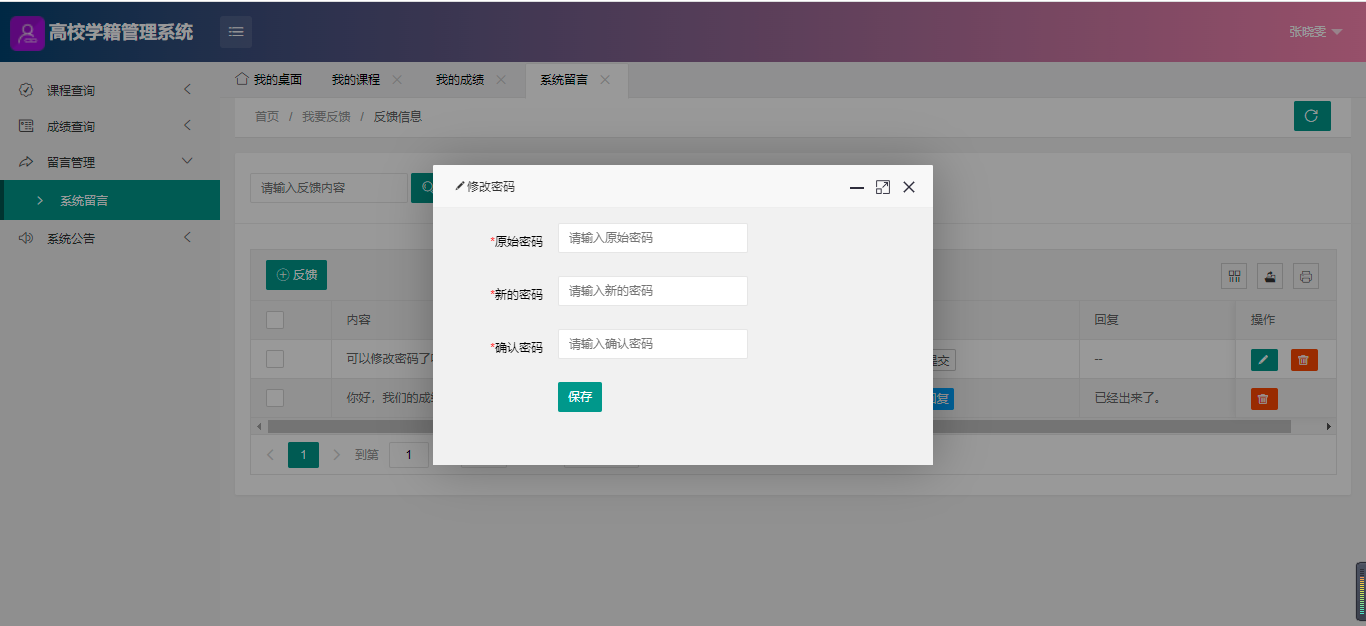 高校学籍管理系统
张晓雯
课程查询
成绩查询
留言管理
系统留言
系统公告
我的桌面 我的课程 我的成绩 系统留言
首页 / 我要反馈 / 反馈信息
请输入反馈内容
反馈
内容 回复 操作
可以修改密码了 交 --
你好，我们的成 回复 已经出来了。
1 到第 1
修改密码
*原始密码 请输入原始密码
*新的密码 请输入新的密码
*确认密码 请输入确认密码
保存